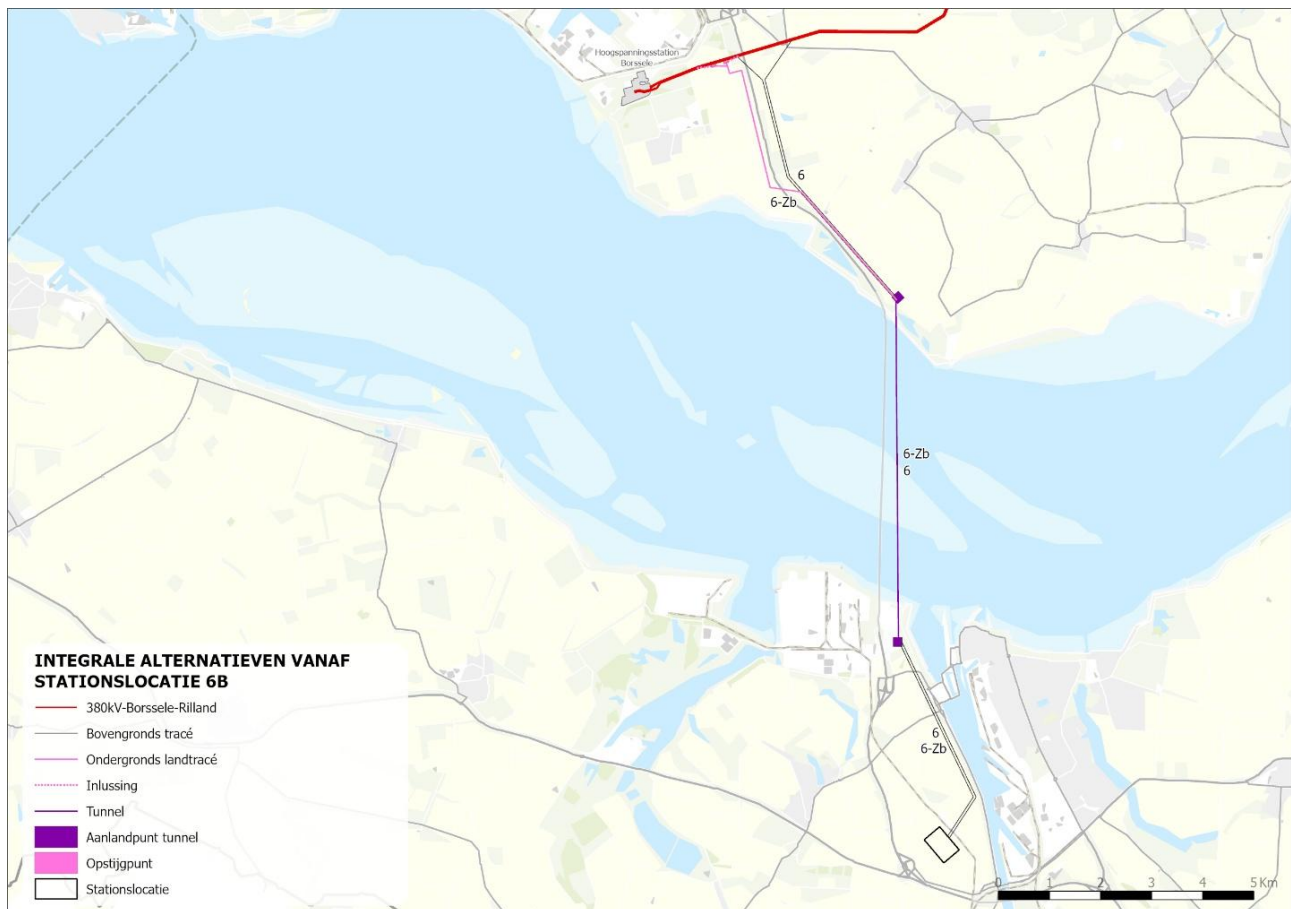 Hoogspanningsstation
Borssele
6
6-Zb
6-Zb
6
6
6-Zb
INTEGRALE ALTERNATIEVEN VANAF
STATIONSLOCATIE 6B
380kV-Borssele-Rilland
Bovengronds tracé
Ondergronds landtracé
Inlussing
Tunnel
Aanlandpunt tunnel
Opstijgpunt
Stationslocatie
0 1 2 3 4 5 Km